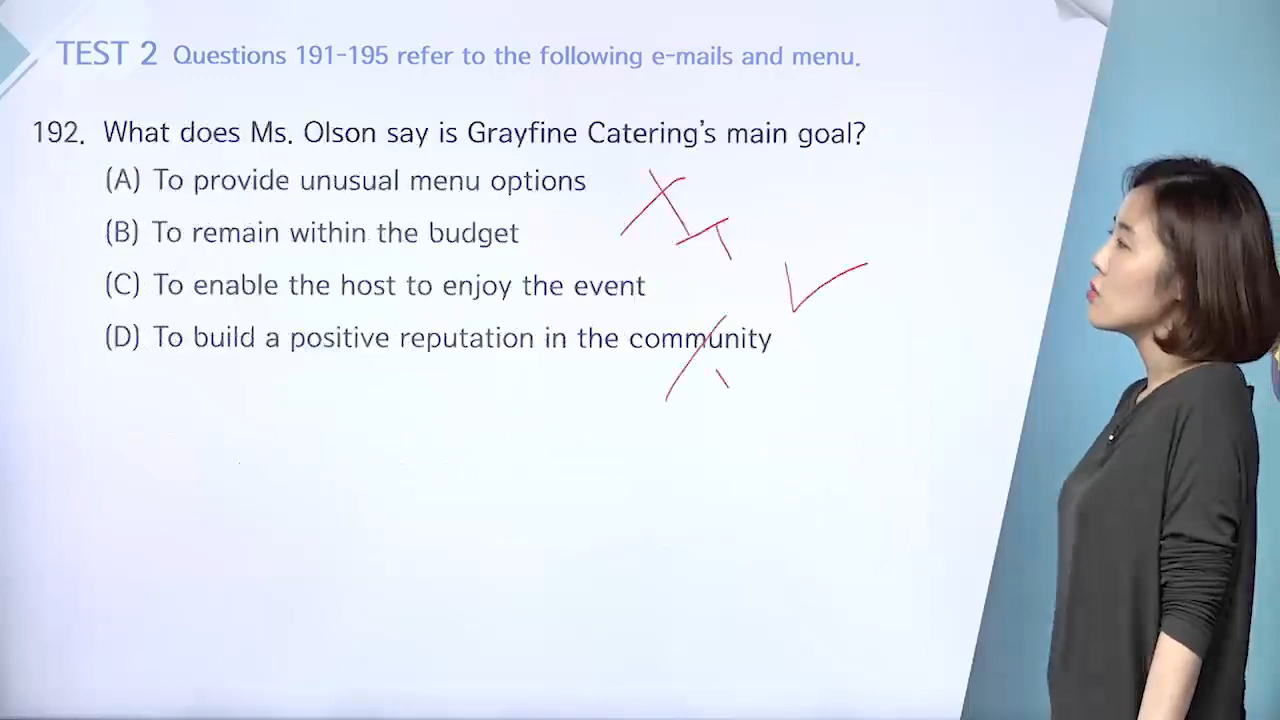 TEST 2 Questions 191-195 refer to the following e-mails and menu.
192. What does Ms. Olson say is Grayfine Catering's main goal?
(A) To provide unusual menu options
(B) To remain within the budget
(C) To enable the host to enjoy the event
(D) To build a positive reputation in the community